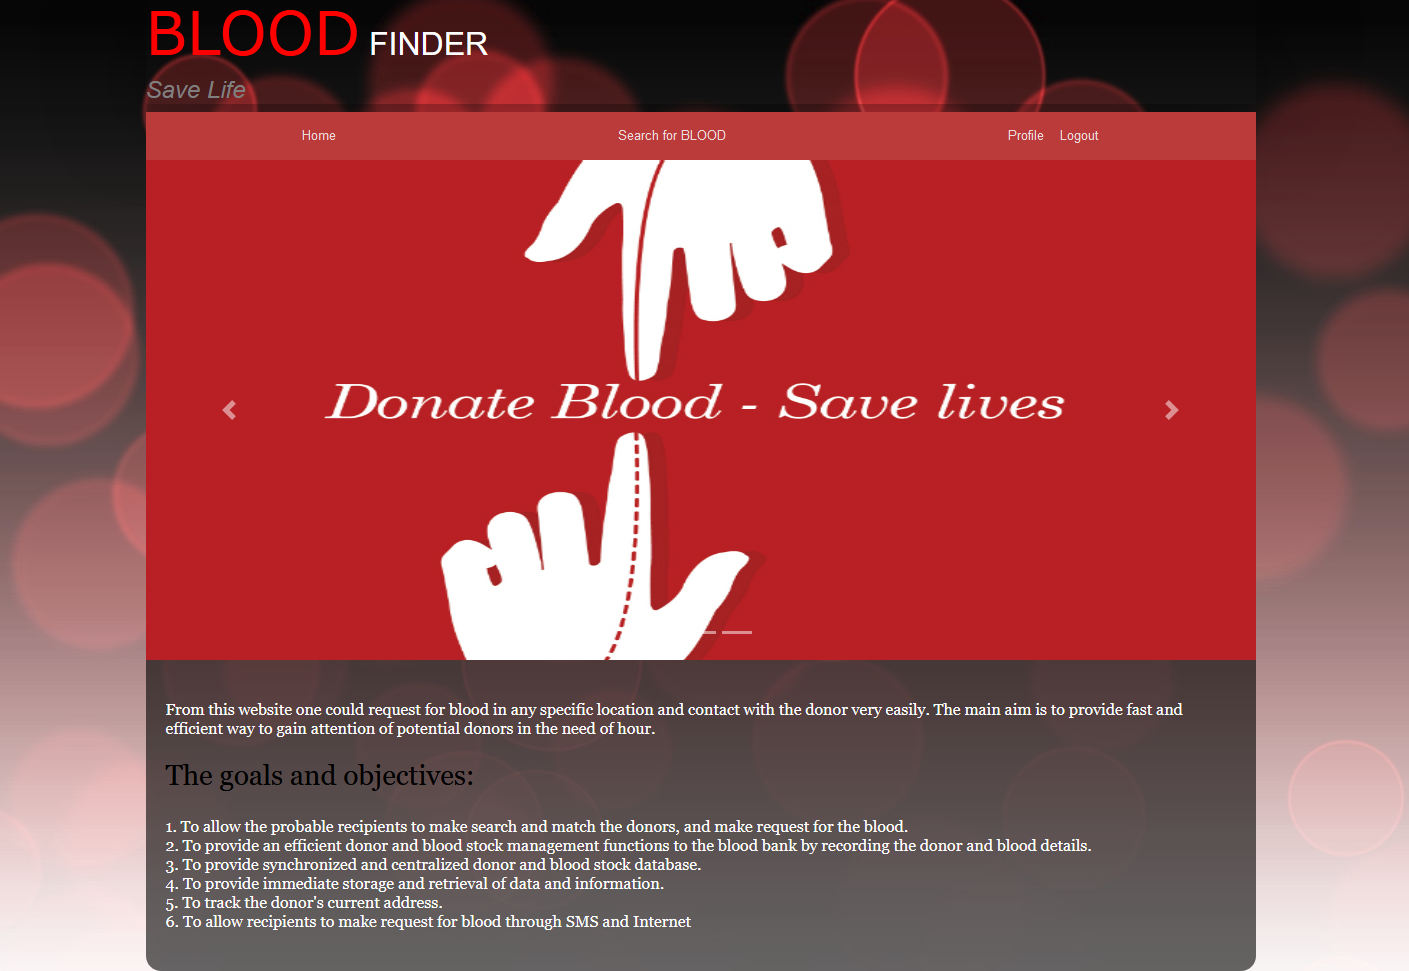 BLOOD FINDER
Save Life
Home Search for BLOOD Profile Logout
Donate Blood - Save lives
From this website one could request for blood in any specific location and contact with the donor very easily. The main aim is to provide fast and
efficient way to gain attention of potential donors in the need of hour.
The goals and objectives:
1. To allow the probable recipients to make search and match the donors, and make request for the blood.
2. To provide an efficient donor and blood stock management functions to the blood bank by recording the donor and blood details.
3. To provide synchronized and centralized donor and blood stock database.
4. To provide immediate storage and retrieval of data and information.
5. To track the donor's current address.
6. To allow recipients to make request for blood through SMS and Internet